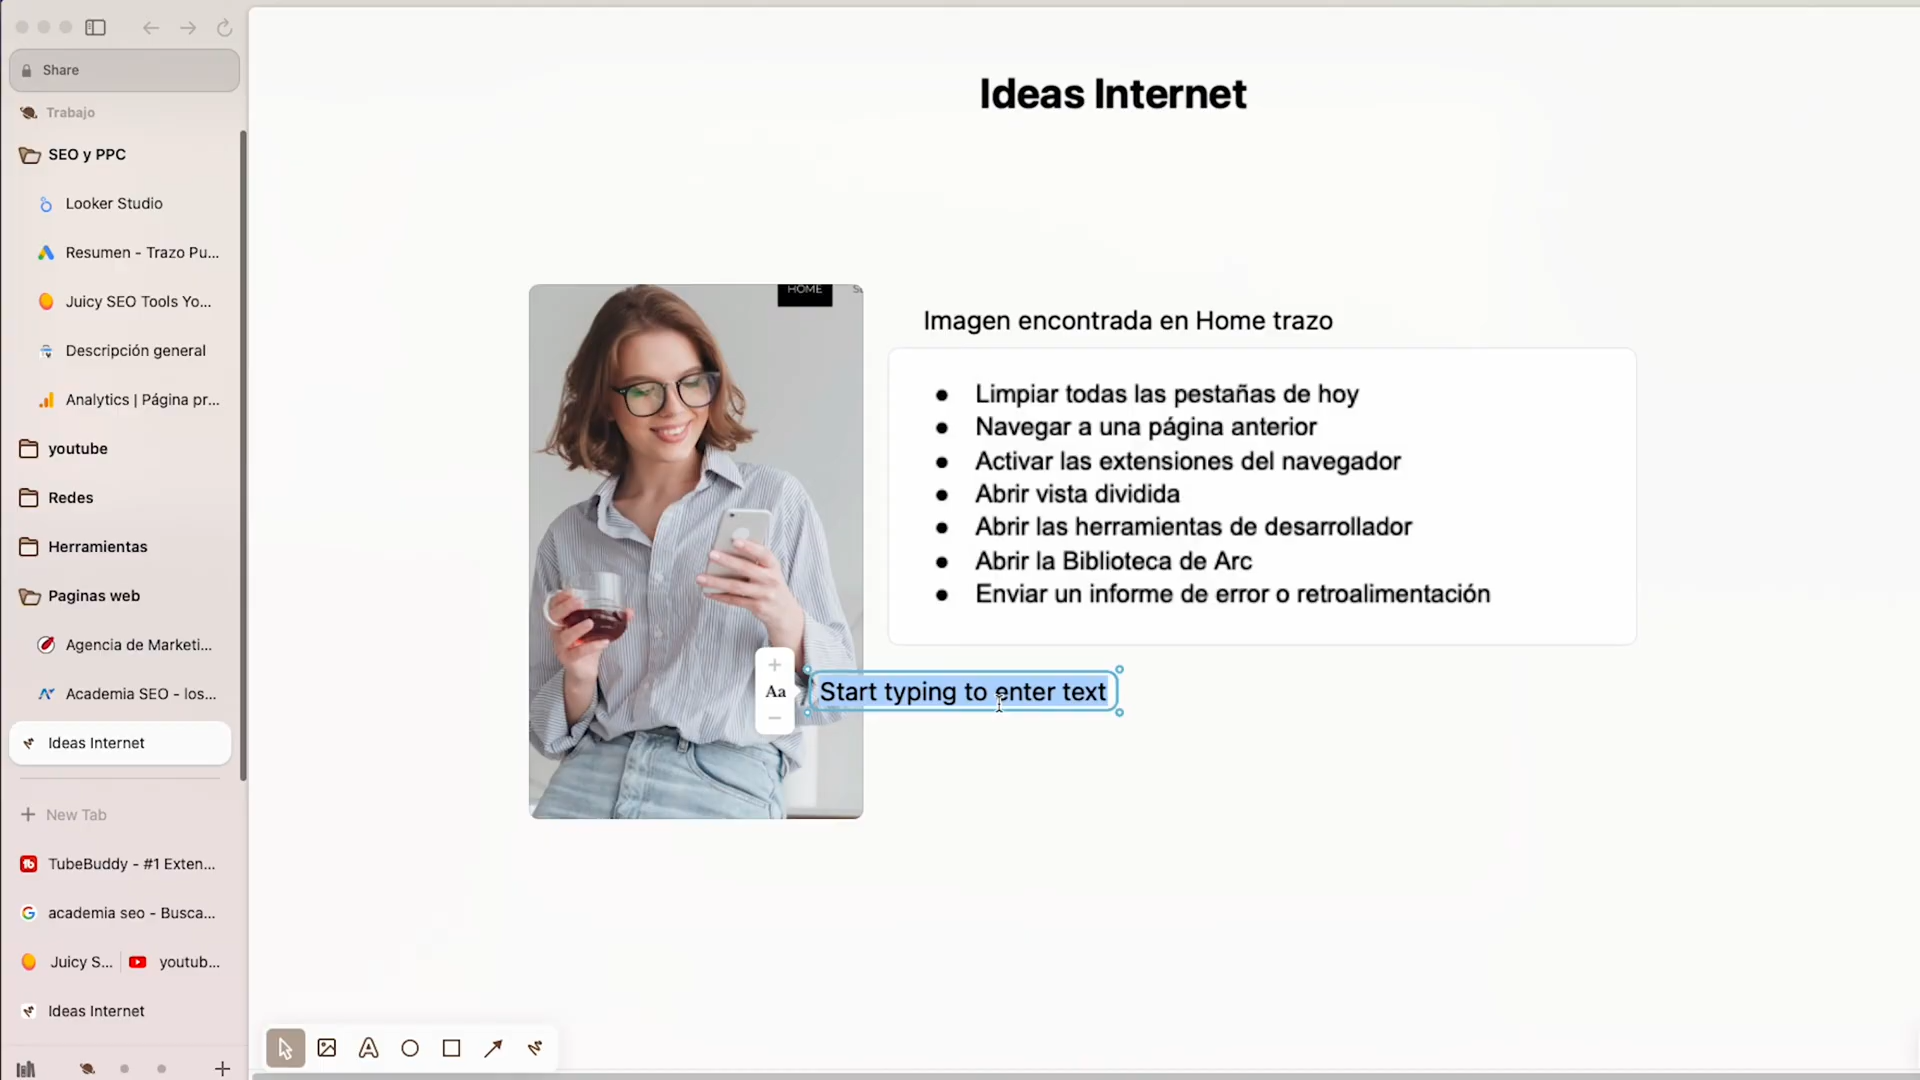 Share
Trabajo
SEO y PPC
Looker Studio
Resumen - Trazo Pu...
Juicy SEO Tools Yo...
Descripción general
Analytics | Página pr...
youtube
Redes
Herramientas
Paginas web
Agencia de Marketi...
Academia SEO - los...
Ideas Internet
New Tab
TubeBuddy - #1 Exten...
academia seo - Busca...
Juicy S... youtub...
Ideas Internet
Ideas Internet
HOME
Imagen encontrada en Home trazo
● Limpiar todas las pestañas de hoy
● Navegar a una página anterior
● Activar las extensiones del navegador
● Abrir vista dividida
● Abrir las herramientas de desarrollador
● Abrir la Biblioteca de Arc
● Enviar un informe de error o retroalimentación
Aa
Start typing to enter text